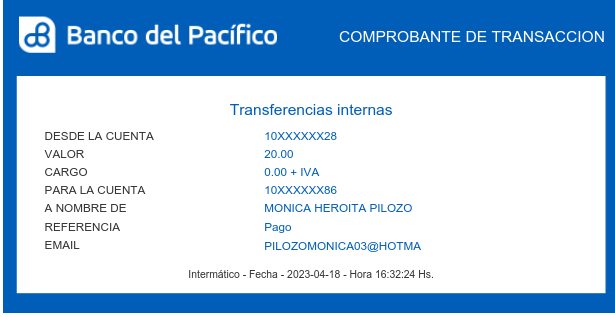 Banco del Pacífico
COMPROBANTE DE TRANSACCION
Transferencias internas
DESDE LA CUENTA 10XXXXXX28
VALOR 20.00
CARGO 0.00 + IVA
PARA LA CUENTA 10XXXXXX86
A NOMBRE DE MONICA HEROITA PILOZO
REFERENCIA Pago
EMAIL PILOZOMONICA03@HOTMA
Intermático - Fecha - 2023-04-18 - Hora 16:32:24 Hs.